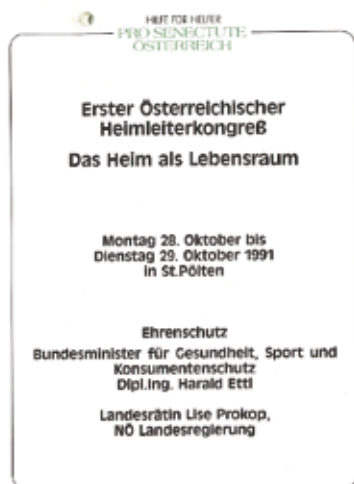 HILFE FÜR HELFER
PRO SENECTUTE
ÖSTERREICH
Erster Österreichischer
Heimleiterkongreß
Das Heim als Lebensraum
Montag 28. Oktober bis
Dienstag 29. Oktober 1991
in St.Pölten
Ehrenschutz
Bundesminister für Gesundheit, Sport und
Konsumentenschutz
Dipl.Ing. Harald Ettl
Landesrätin Lise Prokop,
NÖ Landesregierung